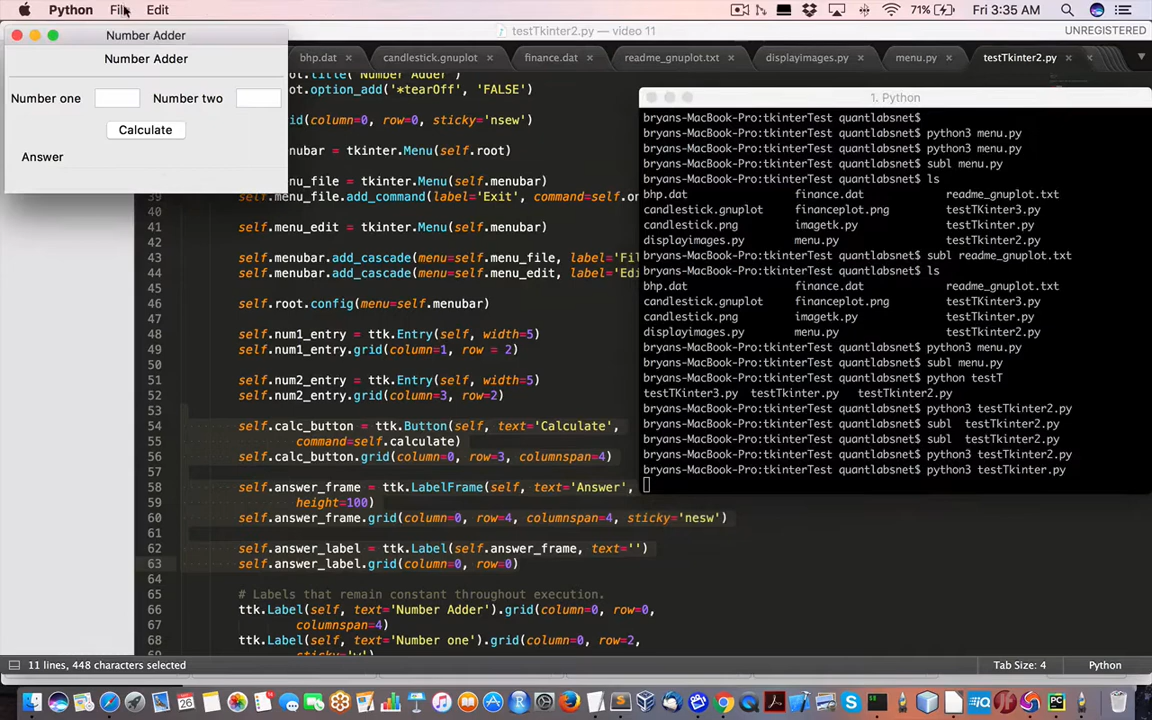 Python File Edit 71% Fri 3:35 AM
Number Adder
Number Adder
Number one Number two
Calculate
Answer
testTkinter2.py — video 11
UNREGISTERED
bhp.dat × candlestick.gnuplot × finance.dat × readme_gnuplot.txt × displayimages.py × menu.py × testTkinter2.py ×
root.title('Number Adder')
root.option_add('*tearOff', 'FALSE')
id(column=0, row=0, sticky='nsew')
nubar = tkinter.Menu(self.root)
nu_file = tkinter.Menu(self.menubar)
39 nu_file.add_command(label='Exit', command=self.on
40
41 self.menu_edit = tkinter.Menu(self.menubar)
42
43 self.menubar.add_cascade(menu=self.menu_file, label='Fil
44 self.menubar.add_cascade(menu=self.menu_edit, label='Edi
45
46 self.root.config(menu=self.menubar)
47
48 self.num1_entry = ttk.Entry(self, width=5)
49 self.num1_entry.grid(column=1, row = 2)
50
51 self.num2_entry = ttk.Entry(self, width=5)
52 self.num2_entry.grid(column=3, row=2)
53
54 self.calc_button = ttk.Button(self, text='Calculate',
55 command=self.calculate)
56 self.calc_button.grid(column=0, row=3, columnspan=4)
57
58 self.answer_frame = ttk.LabelFrame(self, text='Answer',
59 height=100)
60 self.answer_frame.grid(column=0, row=4, columnspan=4, sticky='nesw')
61
62 self.answer_label = ttk.Label(self.answer_frame, text='')
63 self.answer_label.grid(column=0, row=0)
64
65 # Labels that remain constant throughout execution.
66 ttk.Label(self, text='Number Adder').grid(column=0, row=0,
67 columnspan=4)
68 ttk.Label(self, text='Number one').grid(column=0, row=2,
1. Python
bryans-MacBook-Pro:tkinterTest quantlabsnet$
bryans-MacBook-Pro:tkinterTest quantlabsnet$ python3 menu.py
bryans-MacBook-Pro:tkinterTest quantlabsnet$ python3 menu.py
bryans-MacBook-Pro:tkinterTest quantlabsnet$ subl menu.py
bryans-MacBook-Pro:tkinterTest quantlabsnet$ ls
bhp.dat finance.dat readme_gnuplot.txt
candlestick.gnuplot financeplot.png testTKinter3.py
candlestick.png imagetk.py testTKinter.py
displayimages.py menu.py testTkinter2.py
bryans-MacBook-Pro:tkinterTest quantlabsnet$ subl readme_gnuplot.txt
bryans-MacBook-Pro:tkinterTest quantlabsnet$ ls
bhp.dat finance.dat readme_gnuplot.txt
candlestick.gnuplot financeplot.png testTKinter3.py
candlestick.png imagetk.py testTKinter.py
displayimages.py menu.py testTkinter2.py
bryans-MacBook-Pro:tkinterTest quantlabsnet$ python3 menu.py
bryans-MacBook-Pro:tkinterTest quantlabsnet$ subl menu.py
bryans-MacBook-Pro:tkinterTest quantlabsnet$ python testT
testTKinter3.py testTkinter.py testTkinter2.py
bryans-MacBook-Pro:tkinterTest quantlabsnet$ python3 testTkinter2.py
bryans-MacBook-Pro:tkinterTest quantlabsnet$ subl testTkinter2.py
bryans-MacBook-Pro:tkinterTest quantlabsnet$ subl testTkinter2.py
bryans-MacBook-Pro:tkinterTest quantlabsnet$ python3 testTkinter2.py
bryans-MacBook-Pro:tkinterTest quantlabsnet$ python3 testTkinter.py
11 lines, 448 characters selected Tab Size: 4 Python